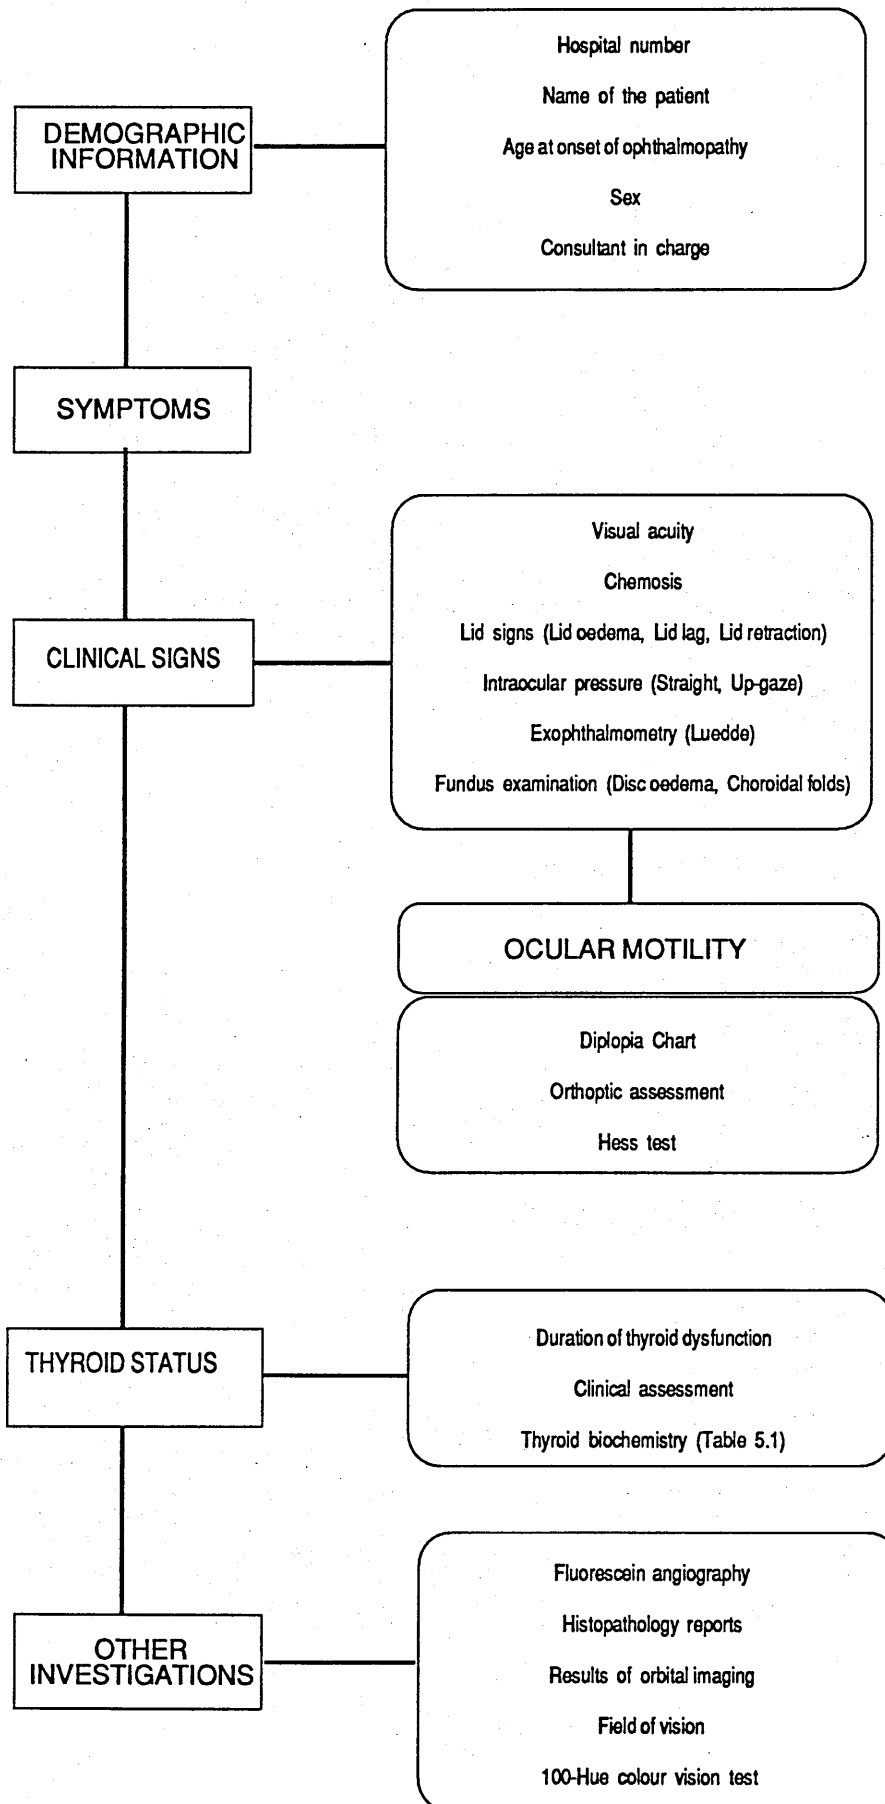 Hospital number
Name of the patient
DEMOGRAPHIC
INFORMATION
Age at onset of ophthalmopathy
Sex
Consultant in charge
SYMPTOMS
Visual acuity
Chemosis
Lid signs (Lid oedema, Lid lag, Lid retraction)
CLINICAL SIGNS
Intraocular pressure (Straight, Up-gaze)
Exophthalmometry (Luedde)
Fundus examination (Disc oedema, Choroidal folds)
OCULAR MOTILITY
Diplopia Chart
Orthoptic assessment
Hess test
THYROID STATUS
Duration of thyroid dysfunction
Clinical assessment
Thyroid biochemistry (Table 5.1)
OTHER
INVESTIGATIONS
Fluorescein angiography
Histopathology reports
Results of orbital imaging
Field of vision
100-Hue colour vision test